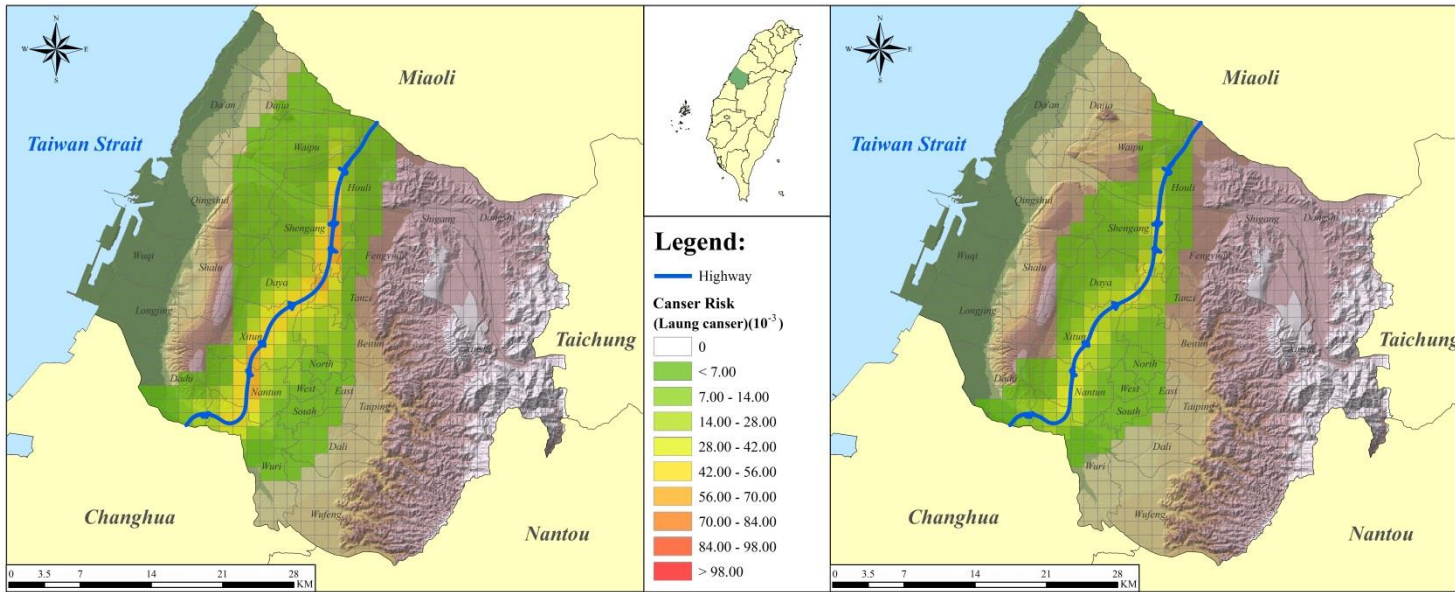 N
W
E
S
Miaoli
Taiwan Strait
Da'an
Dajia
Waipu
Houli
Qingshui
Shengang
Shigang
Dongshi
Wuqi
Shalu
Fengyuan
Daya
Tanzi
Longjing
Xitun
Beitun
Taichung
North
Dadu
Nantun
West
East
Taiping
South
Dali
Wuri
Changhua
Wufeng
Nantou
0 3.5 7 14 21 28
KM
Legend:
Highway
Canser Risk
(Laung canser)(10-3)
0
< 7.00
7.00 - 14.00
14.00 - 28.00
28.00 - 42.00
42.00 - 56.00
56.00 - 70.00
70.00 - 84.00
84.00 - 98.00
> 98.00
N
W
E
S
Miaoli
Taiwan Strait
Da'an
Dajia
Waipu
Houli
Qingshui
Shengang
Shigang
Dongshi
Wuqi
Shalu
Fengyuan
Daya
Tanzi
Longjing
Xitun
Beitun
Taichung
North
Dadu
Nantun
West
East
Taiping
South
Dali
Wuri
Changhua
Wufeng
Nantou
0 3.5 7 14 21 28
KM